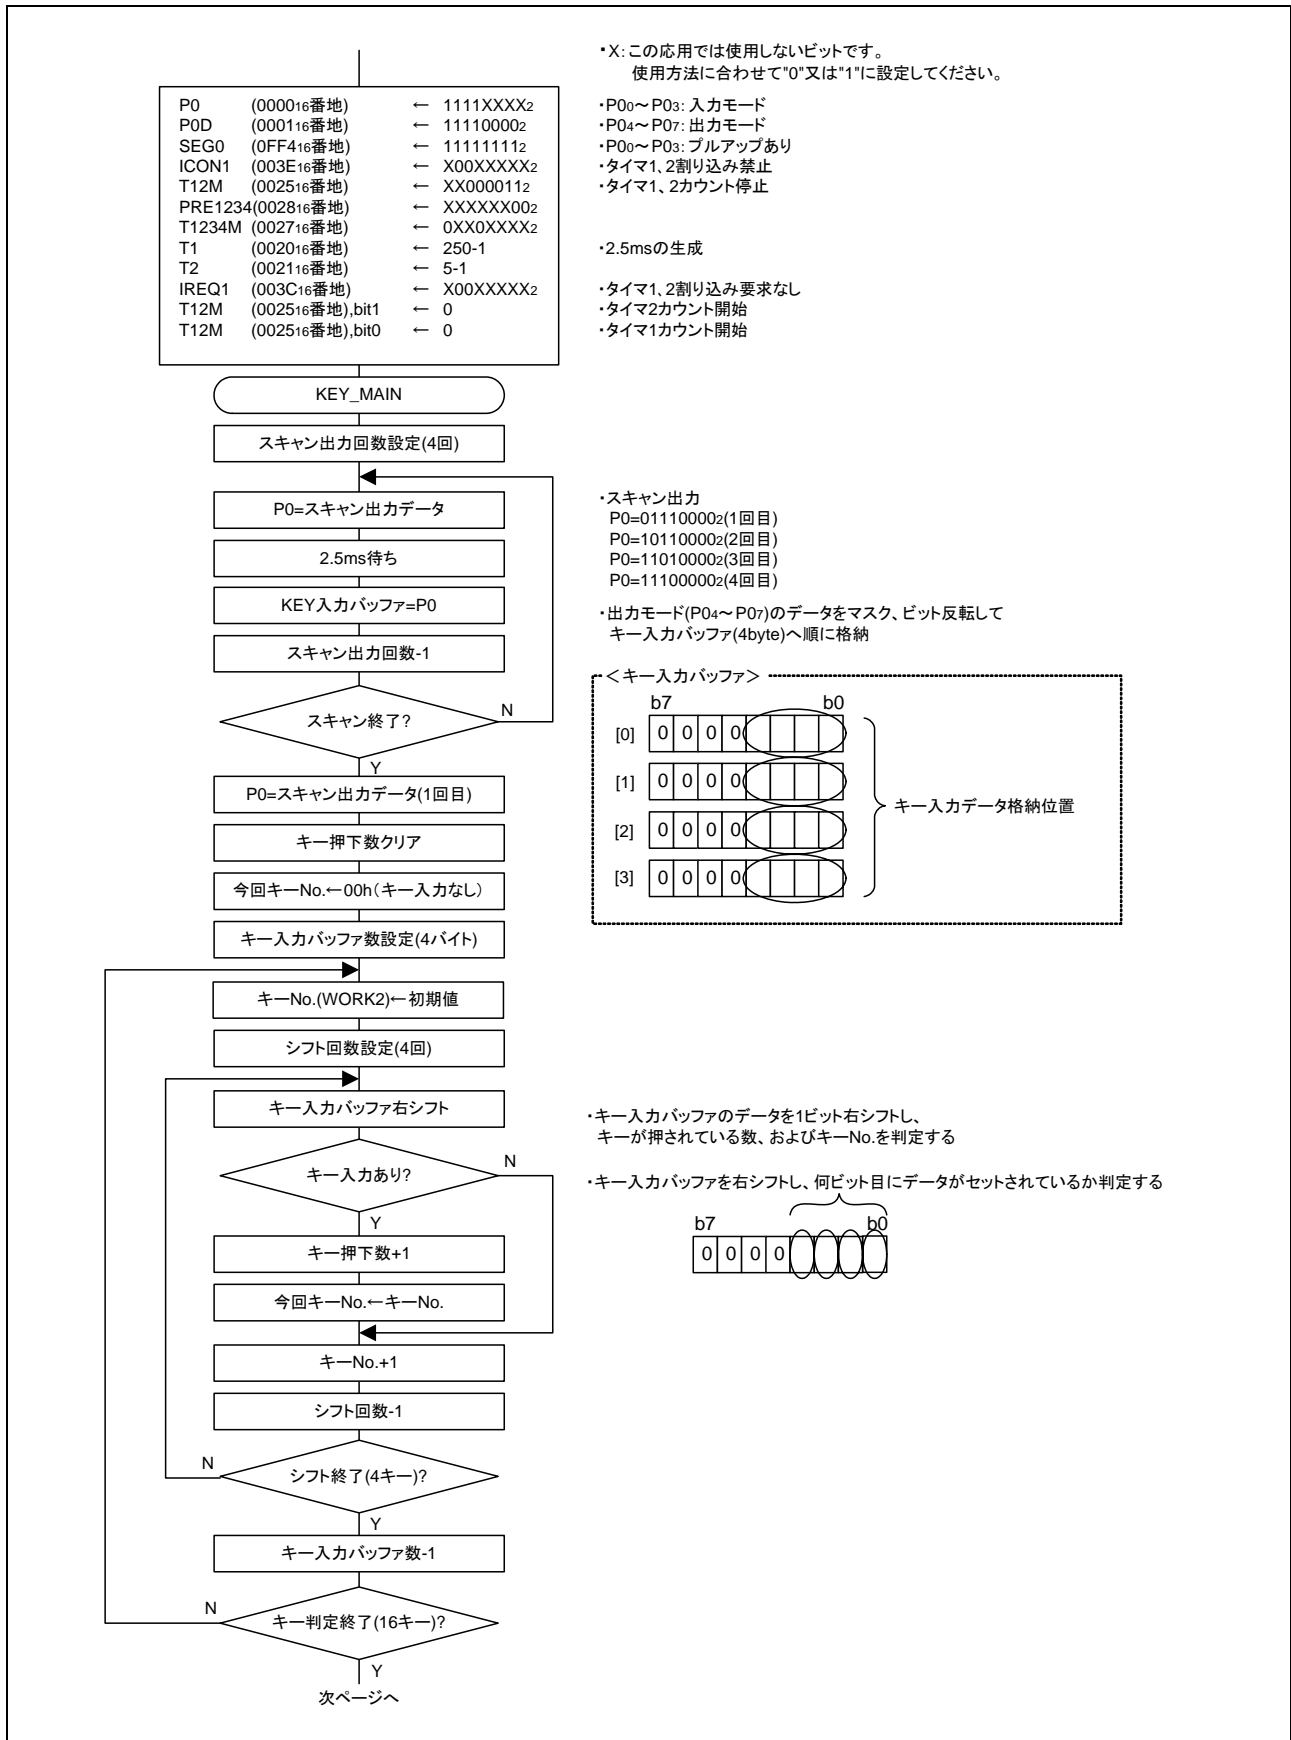 ・X：この応用では使用しないビットです。
使用方法に合わせて"0"又は"1"に設定してください。
P0 (0000₁₆番地) ← 1111XXXX₂ ・P0₀～P0₃：入力モード
P0D (0001₁₆番地) ← 11110000₂ ・P0₄～P0₇：出力モード
SEG0 (0FF4₁₆番地) ← 11111111₂ ・P0₀～P0₃：プルアップあり
ICON1 (003E₁₆番地) ← X00XXXXX₂ ・タイマ1、2割り込み禁止
T12M (0025₁₆番地) ← XX000011₂ ・タイマ1、2カウント停止
PRE1234(0028₁₆番地) ← XXXXXX00₂
T1234M (0027₁₆番地) ← 0XX0XXXX₂
T1 (0020₁₆番地) ← 250-1 ・2.5msの生成
T2 (0021₁₆番地) ← 5-1
IREQ1 (003C₁₆番地) ← X00XXXXX₂ ・タイマ1、2割り込み要求なし
T12M (0025₁₆番地),bit1 ← 0 ・タイマ2カウント開始
T12M (0025₁₆番地),bit0 ← 0 ・タイマ1カウント開始
KEY_MAIN
スキャン出力回数設定(4回)
P0=スキャン出力データ
2.5ms待ち
KEY入力バッファ=P0
スキャン出力回数-1
スキャン終了?
N
Y
・スキャン出力
P0=01110000₂(1回目)
P0=10110000₂(2回目)
P0=11010000₂(3回目)
P0=11100000₂(4回目)
・出力モード(P0₄～P0₇)のデータをマスク、ビット反転して
キー入力バッファ(4byte)へ順に格納
＜キー入力バッファ＞
b7 b0
[0] 0 0 0 0
[1] 0 0 0 0
[2] 0 0 0 0
[3] 0 0 0 0
キー入力データ格納位置
P0=スキャン出力データ(1回目)
キー押下数クリア
今回キーNo.←00h（キー入力なし）
キー入力バッファ数設定(4バイト)
キーNo.(WORK2)←初期値
シフト回数設定(4回)
キー入力バッファ右シフト
キー入力あり?
N
Y
・キー入力バッファのデータを1ビット右シフトし、
キーが押されている数、およびキーNo.を判定する
・キー入力バッファを右シフトし、何ビット目にデータがセットされているか判定する
b7 b0
0 0 0 0
キー押下数+1
今回キーNo.←キーNo.
キーNo.+1
シフト回数-1
シフト終了(4キー)?
N
Y
キー入力バッファ数-1
キー判定終了(16キー)?
N
Y
次ページへ